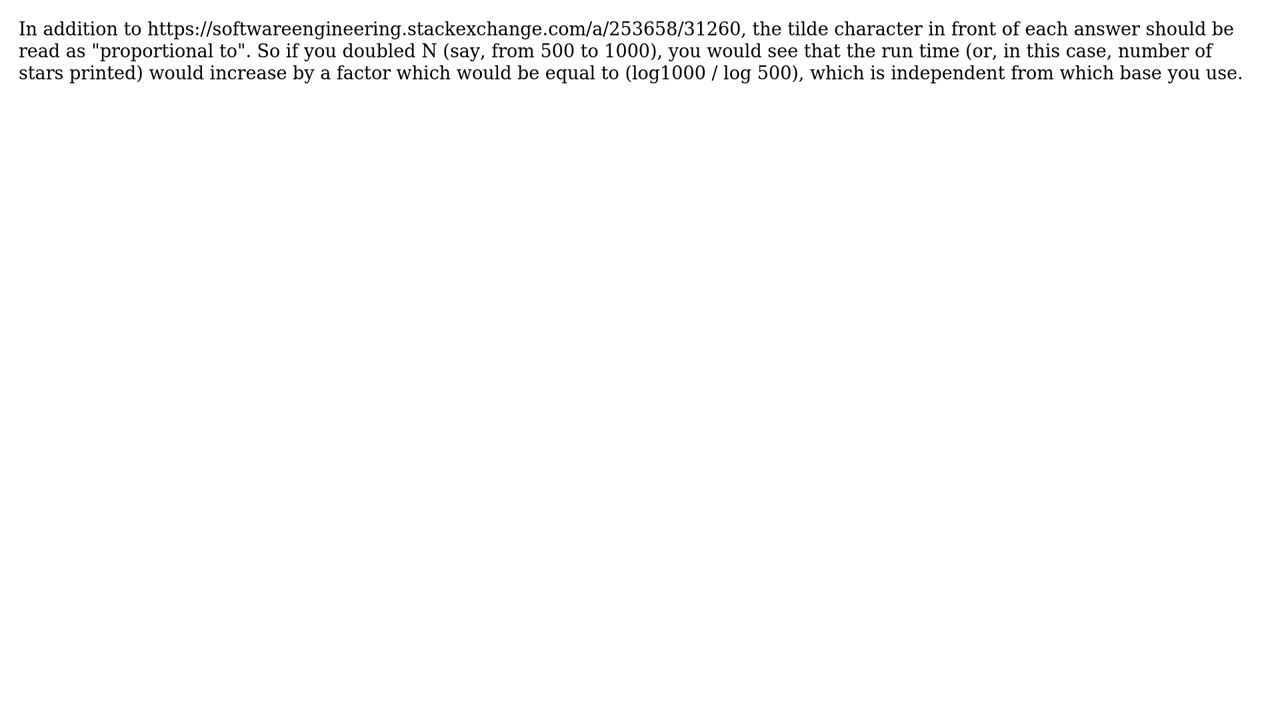 In addition to https://softwareengineering.stackexchange.com/a/253658/31260, the tilde character in front of each answer should be
read as "proportional to". So if you doubled N (say, from 500 to 1000), you would see that the run time (or, in this case, number of
stars printed) would increase by a factor which would be equal to (log1000 / log 500), which is independent from which base you use.